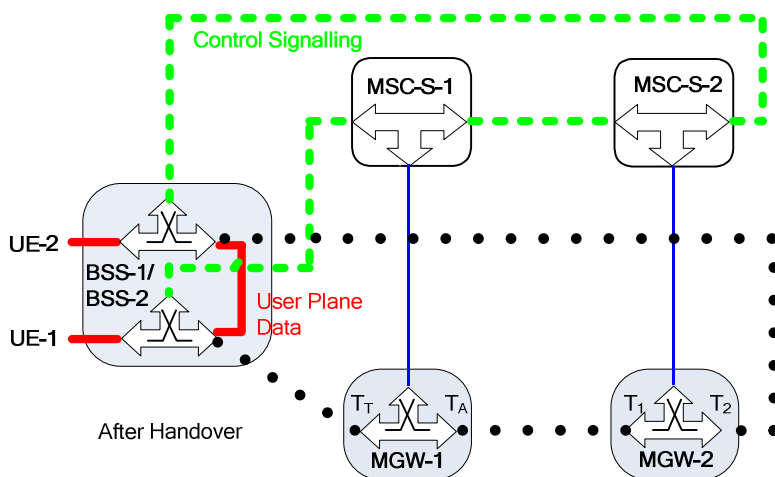 Control Signalling
MSC-S-1
MSC-S-2
UE-2
BSS-1/
BSS-2
User Plane
Data
UE-1
After Handover
TT
TA
MGW-1
T1
T2
MGW-2